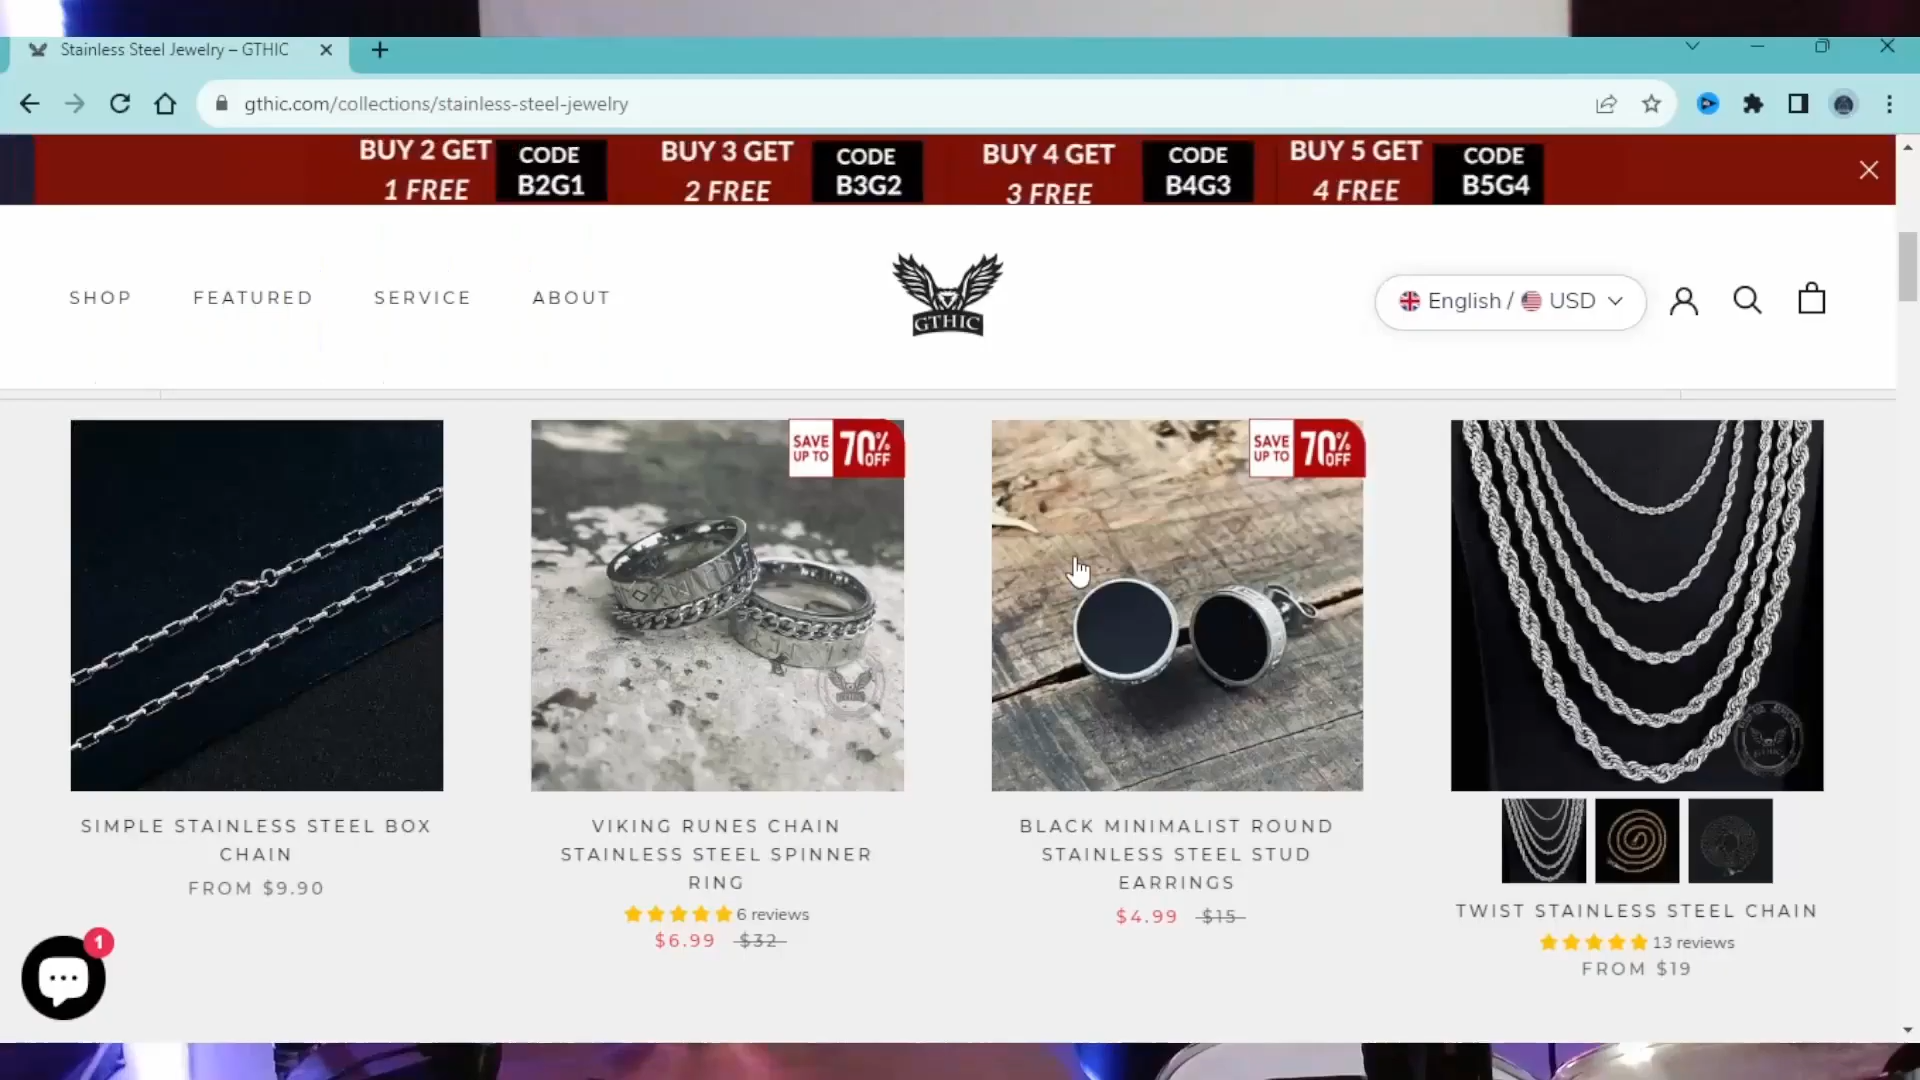 Stainless Steel Jewelry – GTHIC
gthic.com/collections/stainless-steel-jewelry
BUY 2 GET
1 FREE
CODE
B2G1
BUY 3 GET
2 FREE
CODE
B3G2
BUY 4 GET
3 FREE
CODE
B4G3
BUY 5 GET
4 FREE
CODE
B5G4
SHOP
FEATURED
SERVICE
ABOUT
GTHIC
English / USD
SAVE
UP TO
70%
OFF
SAVE
UP TO
70%
OFF
GTHIC
SIMPLE STAINLESS STEEL BOX
CHAIN
FROM $9.90
VIKING RUNES CHAIN
STAINLESS STEEL SPINNER
RING
6 reviews
$6.99 $32
BLACK MINIMALIST ROUND
STAINLESS STEEL STUD
EARRINGS
$4.99 $15
TWIST STAINLESS STEEL CHAIN
13 reviews
FROM $19
1